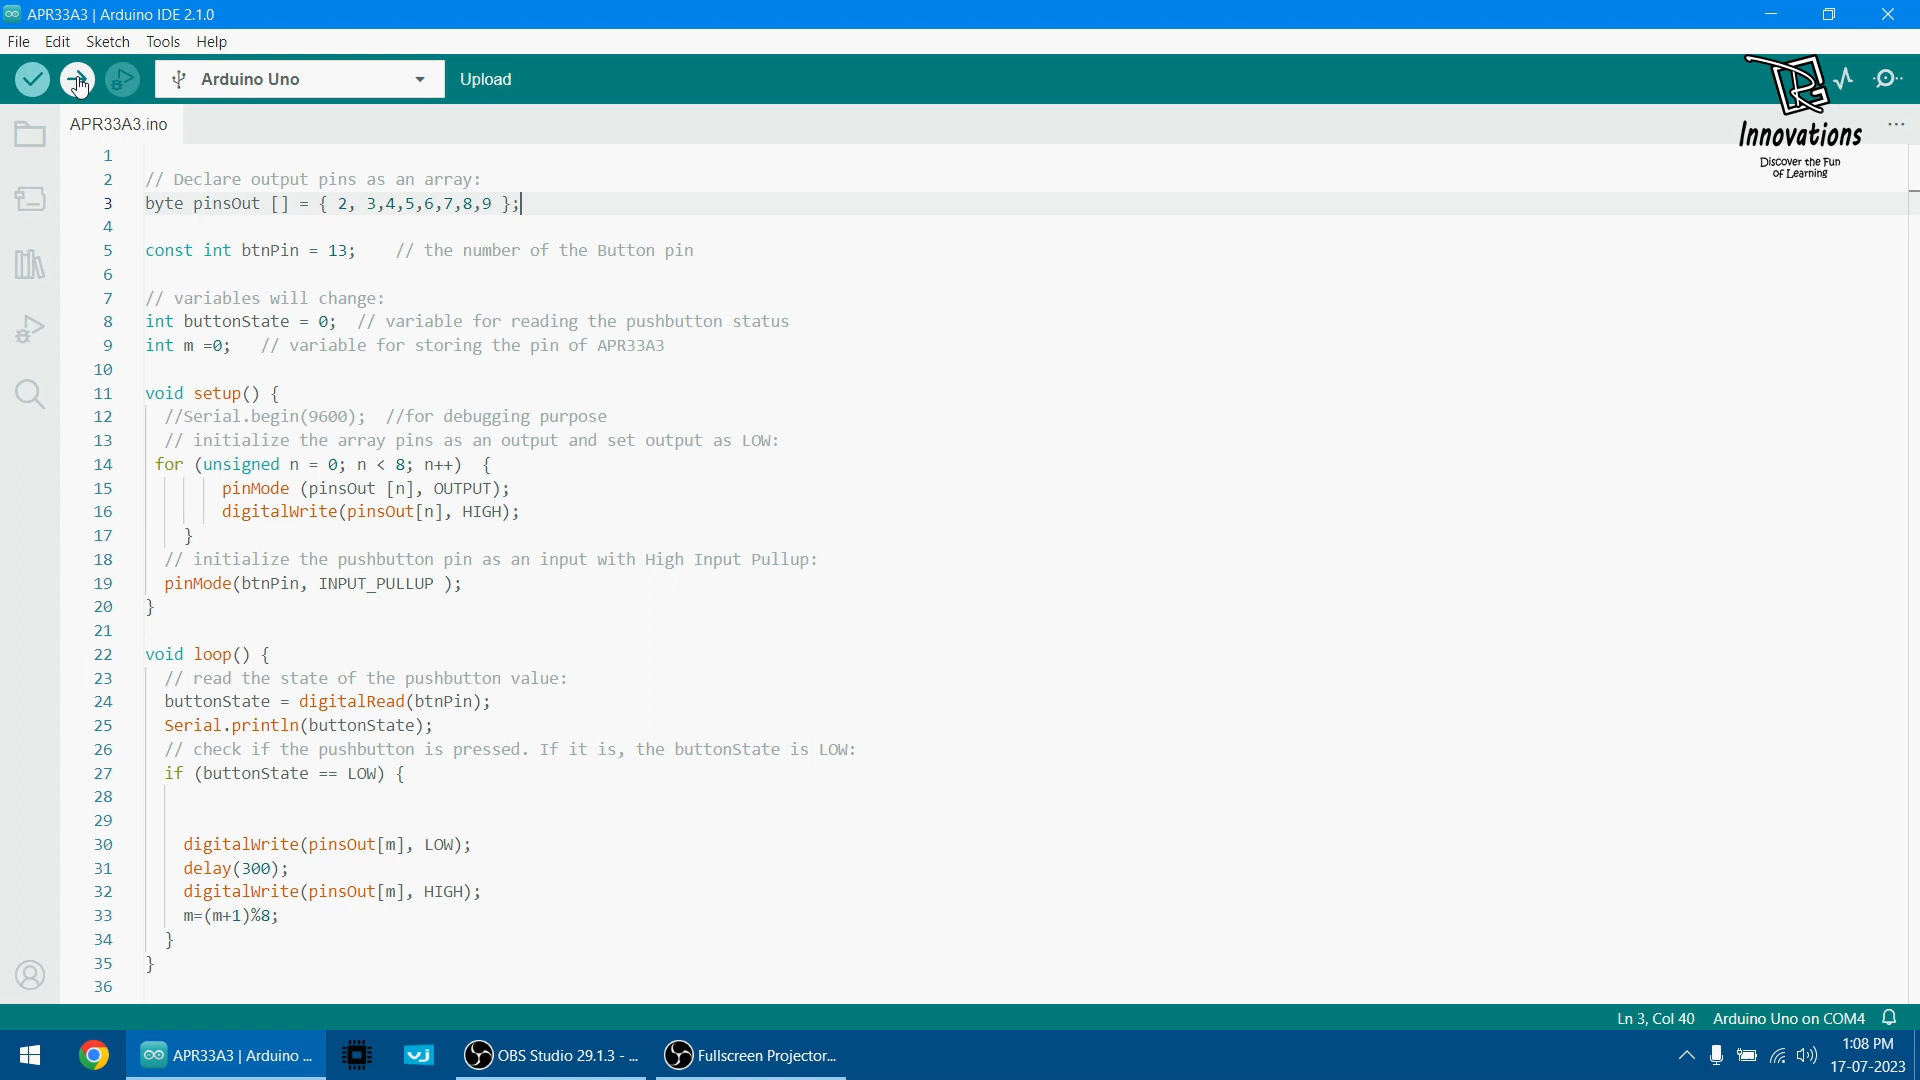 APR33A3 | Arduino IDE 2.1.0
File Edit Sketch Tools Help
Arduino Uno
Upload
Innovations
Discover the Fun
of Learning
APR33A3.ino
1
2 // Declare output pins as an array:
3 byte pinsOut [] = { 2, 3,4,5,6,7,8,9 };
4
5 const int btnPin = 13; // the number of the Button pin
6
7 // variables will change:
8 int buttonState = 0; // variable for reading the pushbutton status
9 int m =0; // variable for storing the pin of APR33A3
10
11 void setup() {
12 //Serial.begin(9600); //for debugging purpose
13 // initialize the array pins as an output and set output as LOW:
14 for (unsigned n = 0; n < 8; n++) {
15 pinMode (pinsOut [n], OUTPUT);
16 digitalWrite(pinsOut[n], HIGH);
17 }
18 // initialize the pushbutton pin as an input with High Input Pullup:
19 pinMode(btnPin, INPUT_PULLUP );
20 }
21
22 void loop() {
23 // read the state of the pushbutton value:
24 buttonState = digitalRead(btnPin);
25 Serial.println(buttonState);
26 // check if the pushbutton is pressed. If it is, the buttonState is LOW:
27 if (buttonState == LOW) {
28
29
30 digitalWrite(pinsOut[m], LOW);
31 delay(300);
32 digitalWrite(pinsOut[m], HIGH);
33 m=(m+1)%8;
34 }
35 }
36
Ln 3, Col 40 Arduino Uno on COM4
APR33A3 | Arduino ... OBS Studio 29.1.3 - ... Fullscreen Projector...
1:08 PM
17-07-2023